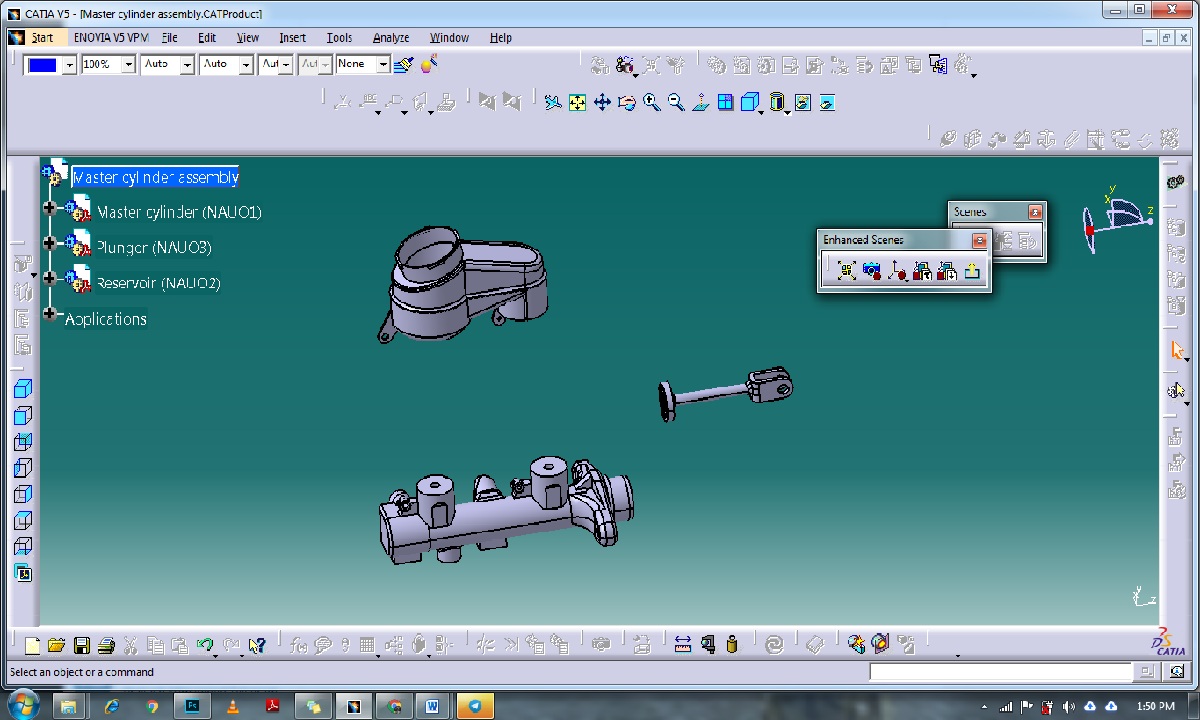 CATIA V5 - [Master cylinder assembly.CATProduct]
Start ENOVIA V5 VPM File Edit View Insert Tools Analyze Window Help
100% Auto Auto Aut Aut None
Master cylinder assembly
Master cylinder (NAUO1)
Plungor (NAUO3)
Reservoir (NAUO2)
Applications
Scenes
Enhanced Scenes
y
x
z
CATIA
Select an object or a command
Ps
W
1:50 PM